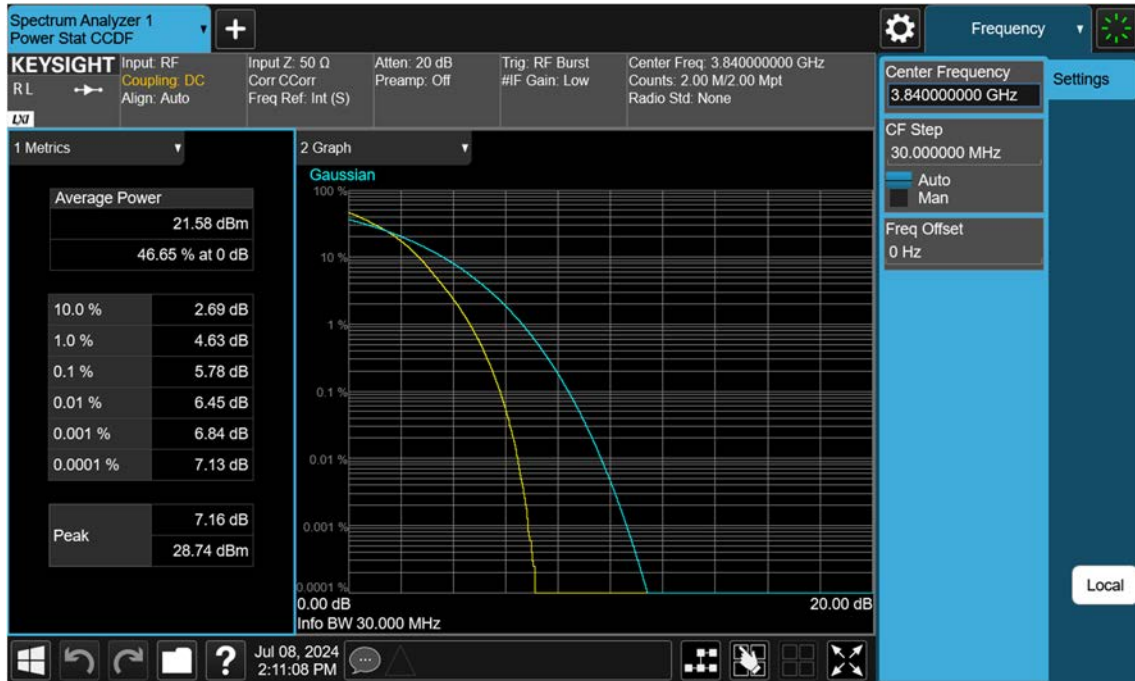 Spectrum Analyzer 1
Power Stat CCDF
Frequency
KEYSIGHT
R L
LXI
Input: RF
Coupling: DC
Align: Auto
Input Z: 50 Ω
Corr CCorr
Freq Ref: Int (S)
Atten: 20 dB
Preamp: Off
Trig: RF Burst
#IF Gain: Low
Center Freq: 3.840000000 GHz
Counts: 2.00 M/2.00 Mpt
Radio Std: None
Center Frequency
3.840000000 GHz
Settings
CF Step
30.000000 MHz
Auto
Man
Freq Offset
0 Hz
Local
1 Metrics
Average Power
21.58 dBm
46.65 % at 0 dB
10.0 % 2.69 dB
1.0 % 4.63 dB
0.1 % 5.78 dB
0.01 % 6.45 dB
0.001 % 6.84 dB
0.0001 % 7.13 dB
Peak
7.16 dB
28.74 dBm
2 Graph
Gaussian
100 %
10 %
1 %
0.1 %
0.01 %
0.001 %
0.0001 %
0.00 dB 20.00 dB
Info BW 30.000 MHz
?
Jul 08, 2024
2:11:08 PM